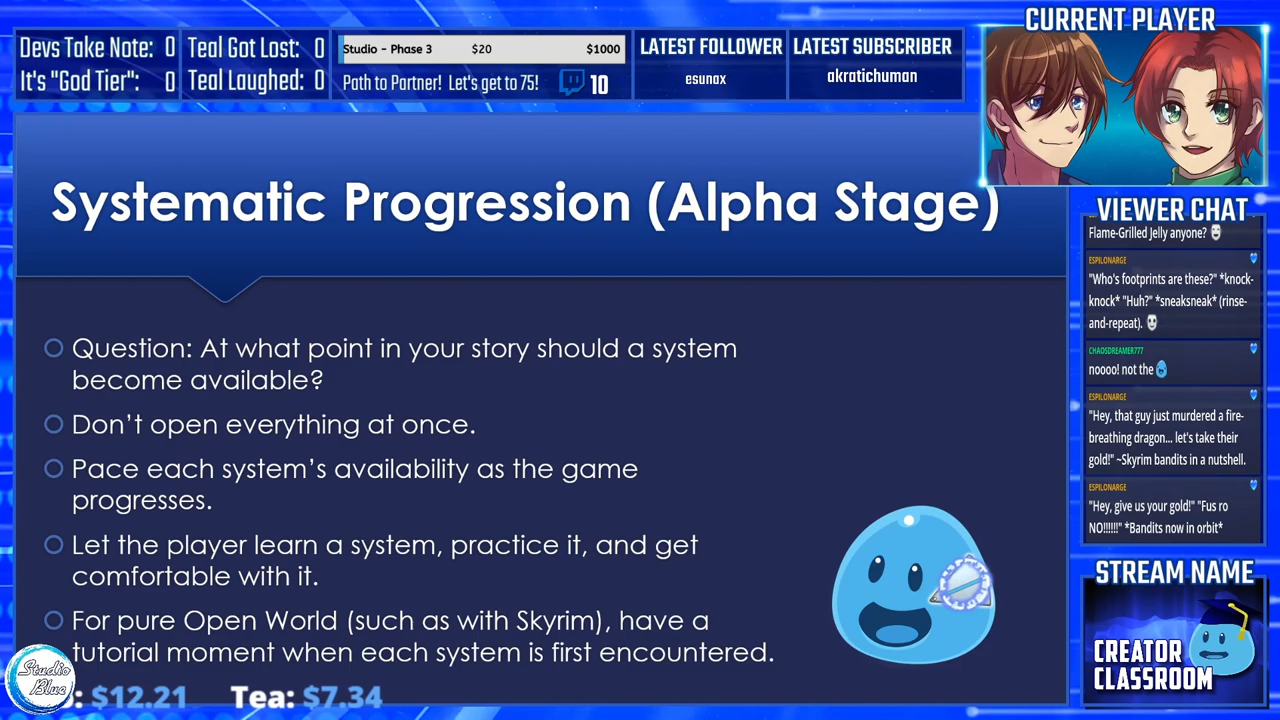 CURRENT PLAYER
Devs Take Note: 0
It's "God Tier": 0
Teal Got Lost: 0
Teal Laughed: 0
Studio - Phase 3 $20 $1000
Path to Partner! Let's get to 75! 10
LATEST FOLLOWER
esunax
LATEST SUBSCRIBER
akratichuman
Systematic Progression (Alpha Stage)
Question: At what point in your story should a system
become available?
Don't open everything at once.
Pace each system's availability as the game
progresses.
Let the player learn a system, practice it, and get
comfortable with it.
For pure Open World (such as with Skyrim), have a
tutorial moment when each system is first encountered.
Studio
Blue
: $12.21 Tea: $7.34
VIEWER CHAT
Flame-Grilled Jelly anyone?
ESPILONARGE
"Who's footprints are these?" *knock-
knock* "Huh?" *sneaksneak* (rinse-
and-repeat).
CHAOSDREAMER777
noooo! not the
ESPILONARGE
"Hey, that guy just murdered a fire-
breathing dragon... let's take their
gold!" ~Skyrim bandits in a nutshell.
ESPILONARGE
"Hey, give us your gold!" "Fus ro
NO!!!!!!" *Bandits now in orbit*
STREAM NAME
CREATOR
CLASSROOM